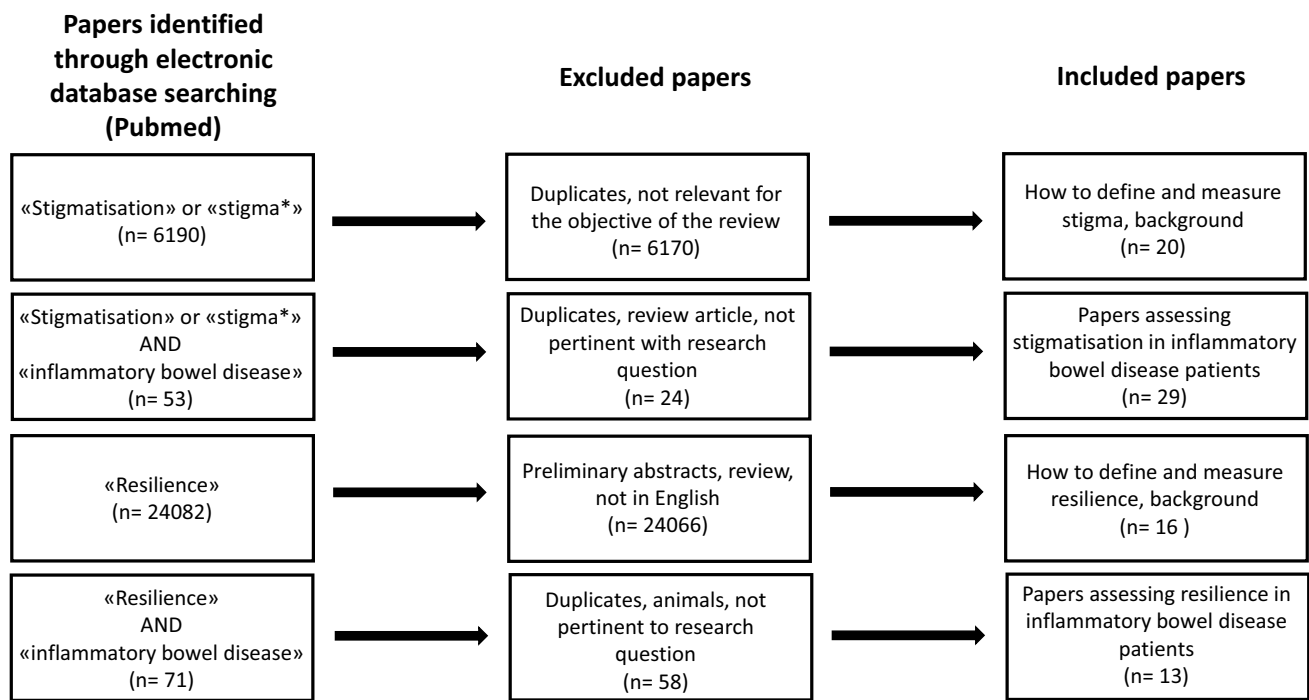 Papers identified
through electronic
database searching
(Pubmed)
Excluded papers
Included papers
«Stigmatisation» or «stigma*»
(n= 6190)
Duplicates, not relevant for
the objective of the review
(n= 6170)
How to define and measure
stigma, background
(n= 20)
«Stigmatisation» or «stigma*»
AND
«inflammatory bowel disease»
(n= 53)
Duplicates, review article, not
pertinent with research
question
(n= 24)
Papers assessing
stigmatisation in inflammatory
bowel disease patients
(n= 29)
«Resilience»
(n= 24082)
Preliminary abstracts, review,
not in English
(n= 24066)
How to define and measure
resilience, background
(n= 16 )
«Resilience»
AND
«inflammatory bowel disease»
(n= 71)
Duplicates, animals, not
pertinent to research
question
(n= 58)
Papers assessing resilience in
inflammatory bowel disease
patients
(n= 13)